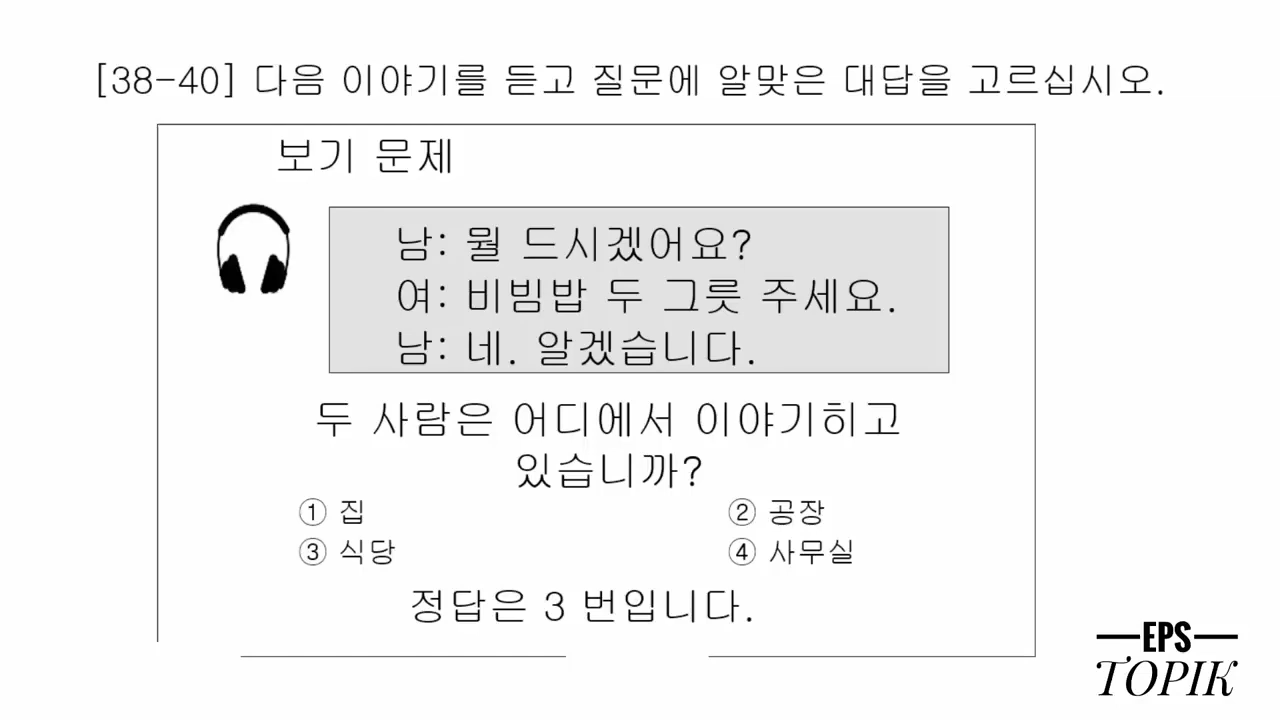 [38-40] 다음 이야기를 듣고 질문에 알맞은 대답을 고르십시오.
보기 문제
남: 뭘 드시겠어요?
여: 비빔밥 두 그릇 주세요.
남: 네. 알겠습니다.
두 사람은 어디에서 이야기히고
있습니까?
① 집 ② 공장
③ 식당 ④ 사무실
정답은 3 번입니다.
EPS
TOPIK